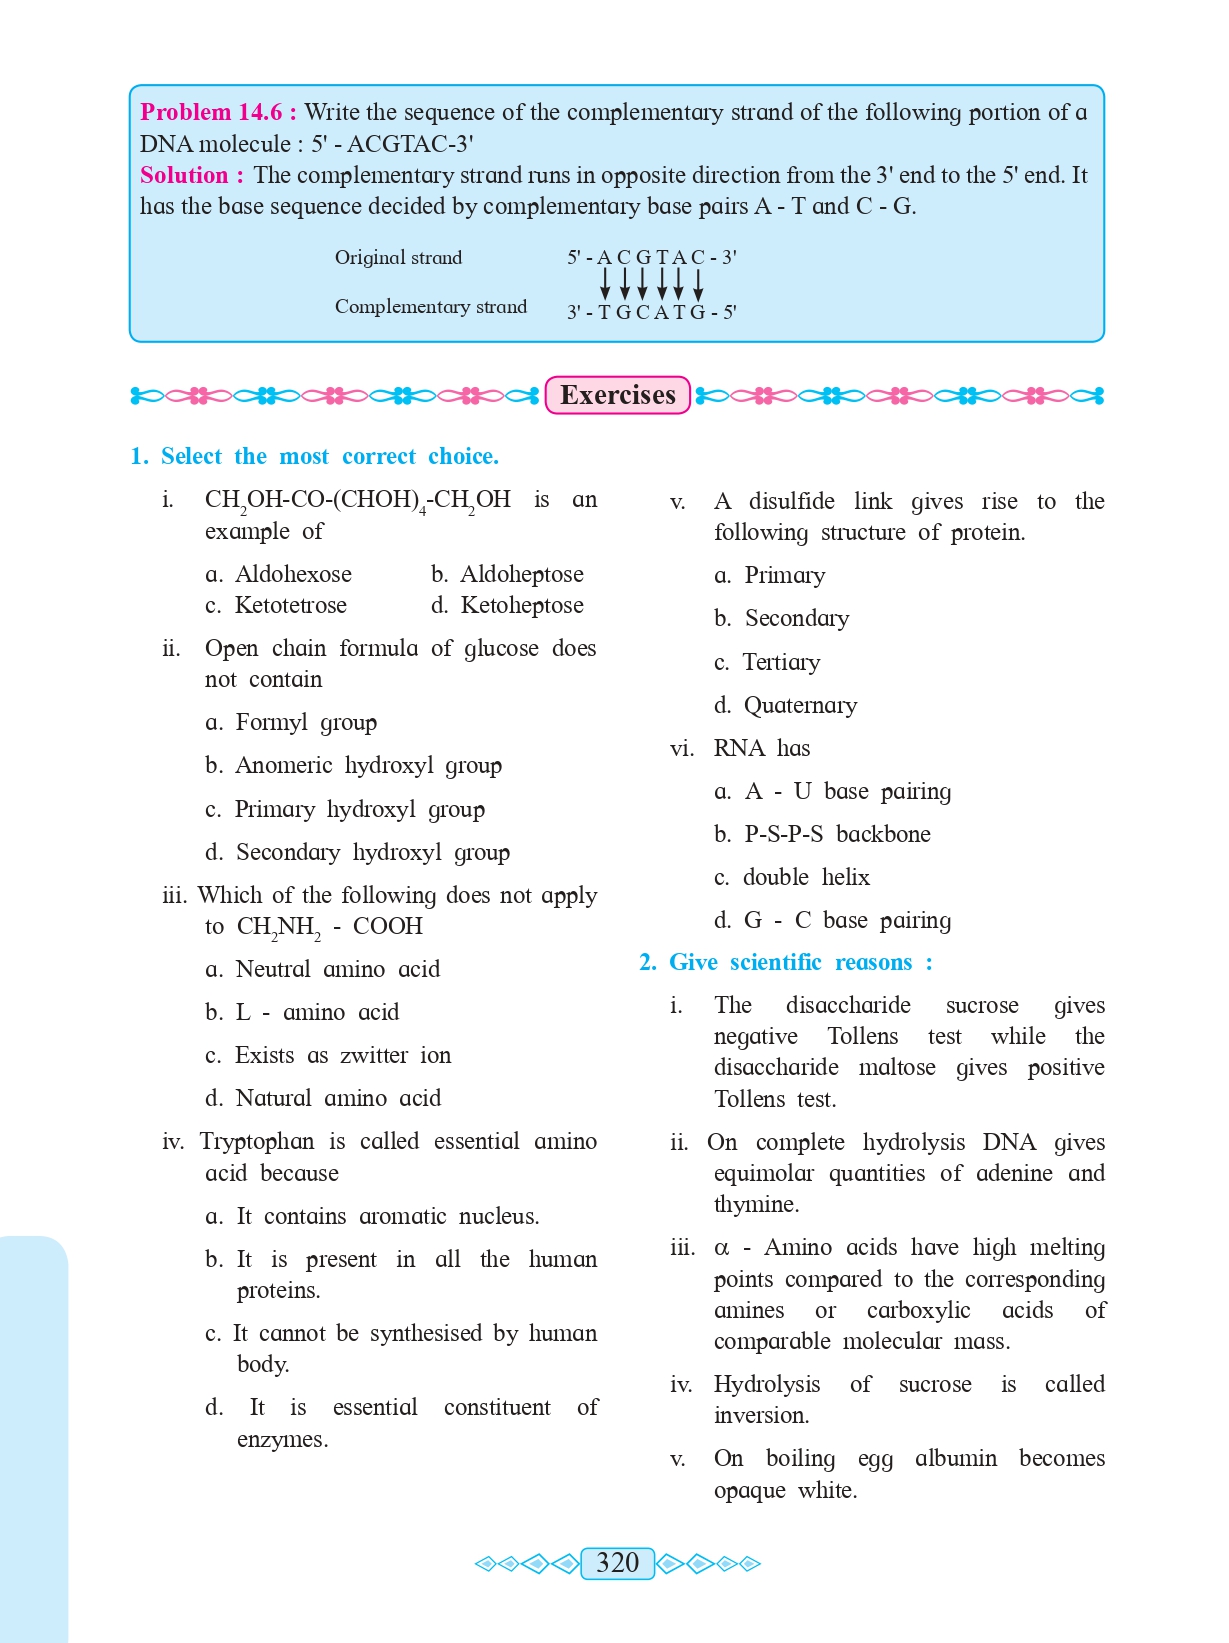 Problem 14.6 : Write the sequence of the complementary strand of the following portion of a
DNA molecule : 5' - ACGTAC-3'
Solution : The complementary strand runs in opposite direction from the 3' end to the 5' end. It
has the base sequence decided by complementary base pairs A - T and C - G.
Original strand 5' - A C G T A C - 3'
Complementary strand 3' - T G C A T G - 5'
Exercises
1. Select the most correct choice.
i. CH₂OH-CO-(CHOH)₄-CH₂OH is an
example of
a. Aldohexose b. Aldoheptose
c. Ketotetrose d. Ketoheptose
ii. Open chain formula of glucose does
not contain
a. Formyl group
b. Anomeric hydroxyl group
c. Primary hydroxyl group
d. Secondary hydroxyl group
iii. Which of the following does not apply
to CH₂NH₂ - COOH
a. Neutral amino acid
b. L - amino acid
c. Exists as zwitter ion
d. Natural amino acid
iv. Tryptophan is called essential amino
acid because
a. It contains aromatic nucleus.
b. It is present in all the human
proteins.
c. It cannot be synthesised by human
body.
d. It is essential constituent of
enzymes.
v. A disulfide link gives rise to the
following structure of protein.
a. Primary
b. Secondary
c. Tertiary
d. Quaternary
vi. RNA has
a. A - U base pairing
b. P-S-P-S backbone
c. double helix
d. G - C base pairing
2. Give scientific reasons :
i. The disaccharide sucrose gives
negative Tollens test while the
disaccharide maltose gives positive
Tollens test.
ii. On complete hydrolysis DNA gives
equimolar quantities of adenine and
thymine.
iii. α - Amino acids have high melting
points compared to the corresponding
amines or carboxylic acids of
comparable molecular mass.
iv. Hydrolysis of sucrose is called
inversion.
v. On boiling egg albumin becomes
opaque white.
320